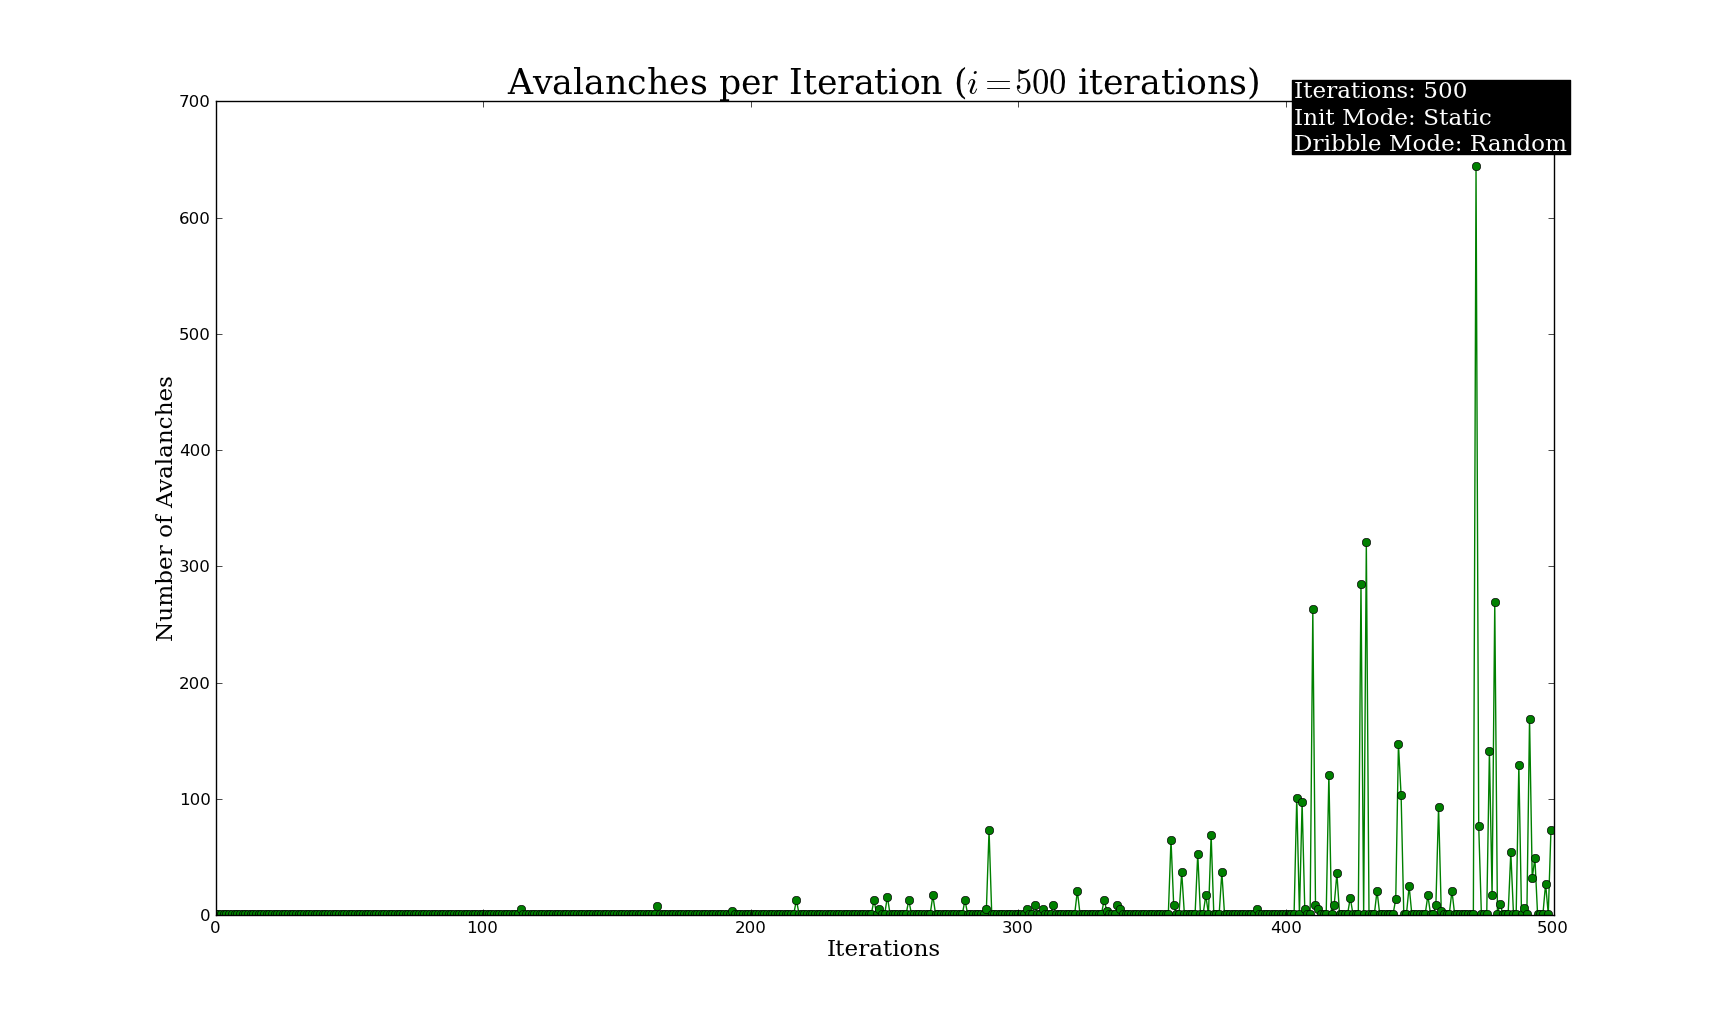 Avalanches per Iteration (i = 500 iterations)
Iterations: 500
Init Mode: Static
Dribble Mode: Random
700
600
500
400
300
200
100
0
Number of Avalanches
0 100 200 300 400 500
Iterations